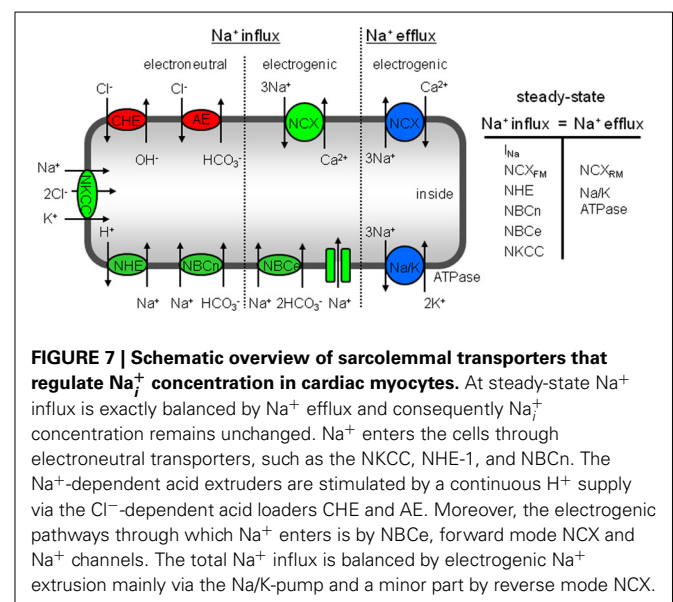 Na⁺ influx Na⁺ efflux
electroneutral electrogenic electrogenic
Cl⁻ Cl⁻ 3Na⁺ Ca²⁺
CHE AE NCX NCX
OH⁻ HCO₃⁻ Ca²⁺ 3Na⁺
Na⁺
2Cl⁻
K⁺
NKCC
inside
H⁺ 3Na⁺
NHE NBCn NBCe Na/K
ATPase
Na⁺ Na⁺ HCO₃⁻ Na⁺ 2HCO₃⁻ Na⁺ 2K⁺
steady-state
Na⁺ influx = Na⁺ efflux
I_Na
NCX_FM NCX_RM
NHE Na/K
NBCn ATPase
NBCe
NKCC
FIGURE 7 | Schematic overview of sarcolemmal transporters that
regulate Na⁺ᵢ concentration in cardiac myocytes. At steady-state Na⁺
influx is exactly balanced by Na⁺ efflux and consequently Na⁺ᵢ
concentration remains unchanged. Na⁺ enters the cells through
electroneutral transporters, such as the NKCC, NHE-1, and NBCn. The
Na⁺-dependent acid extruders are stimulated by a continuous H⁺ supply
via the Cl⁻-dependent acid loaders CHE and AE. Moreover, the electrogenic
pathways through which Na⁺ enters is by NBCe, forward mode NCX and
Na⁺ channels. The total Na⁺ influx is balanced by electrogenic Na⁺
extrusion mainly via the Na/K-pump and a minor part by reverse mode NCX.